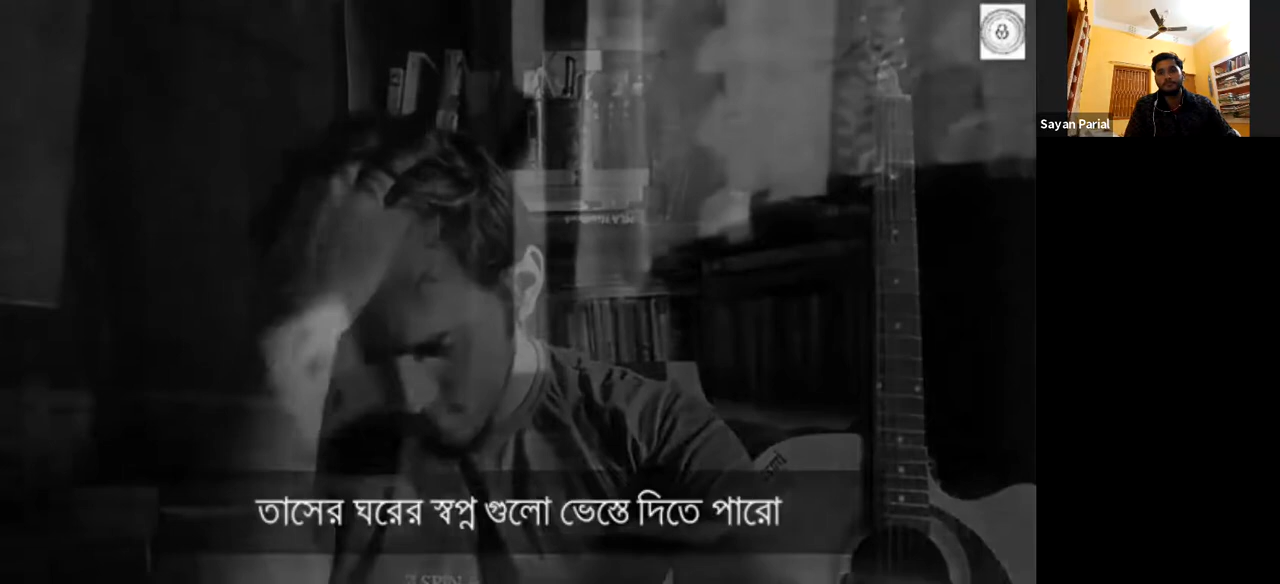 Sayan Parial
তাসের ঘরের স্বপ্ন গুলো ভেস্তে দিতে পারো